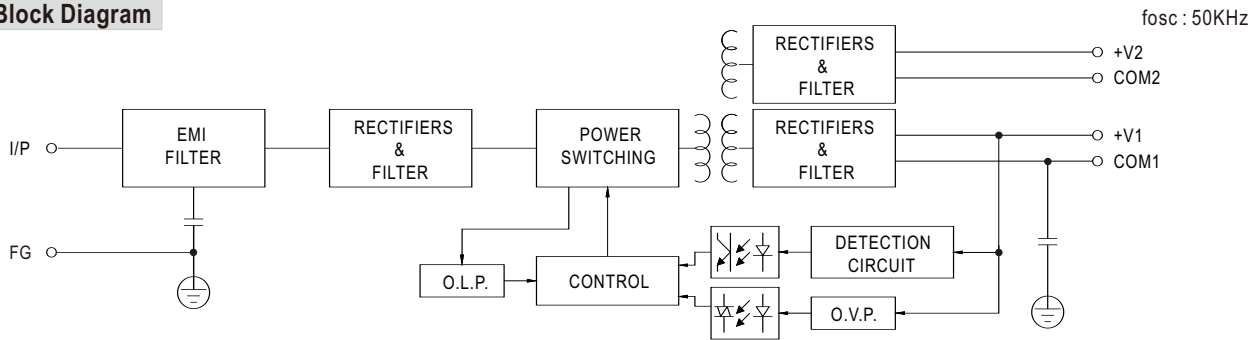 Block Diagram
fosc : 50KHz
RECTIFIERS
&
FILTER
+V2
COM2
I/P
EMI
FILTER
RECTIFIERS
&
FILTER
POWER
SWITCHING
RECTIFIERS
&
FILTER
+V1
COM1
FG
O.L.P.
CONTROL
DETECTION
CIRCUIT
O.V.P.